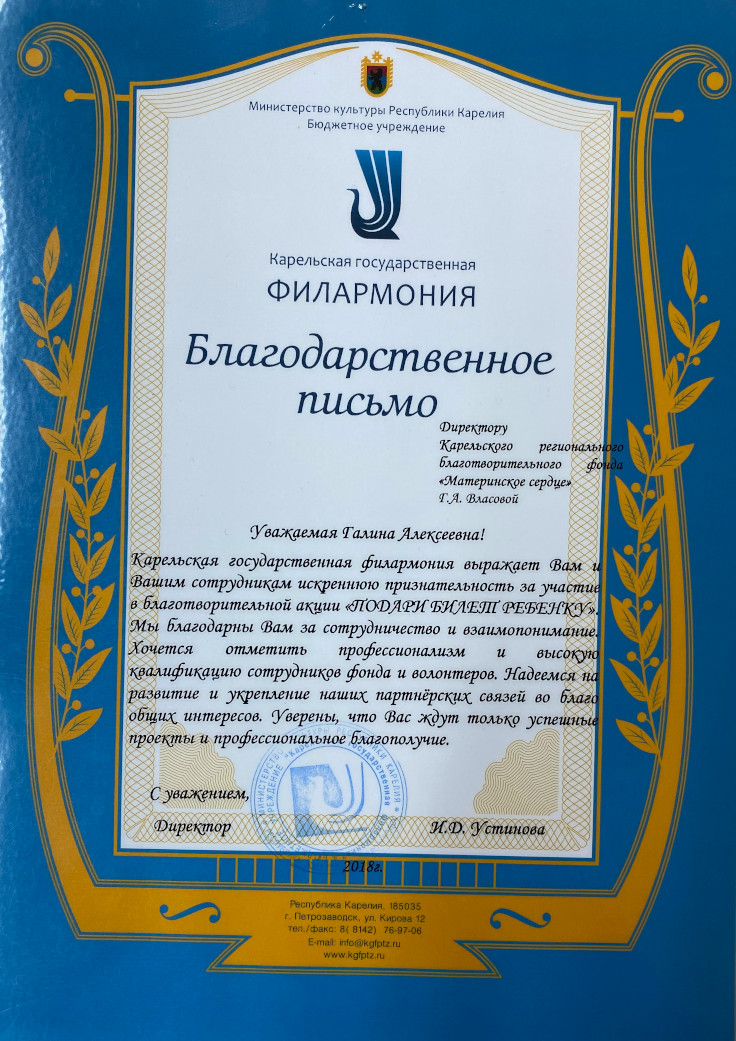 Министерство культуры Республики Карелия
Бюджетное учреждение
Карельская государственная
ФИЛАРМОНИЯ
Благодарственное
письмо
Директору
Карельского регионального
благотворительного фонда
«Материнское сердце»
Г.А. Власовой
Уважаемая Галина Алексеевна!
Карельская государственная филармония выражает Вам и
Вашим сотрудникам искреннюю признательность за участие
в благотворительной акции «ПОДАРИ БИЛЕТ РЕБЕНКУ».
Мы благодарны Вам за сотрудничество и взаимопонимание.
Хочется отметить профессионализм и высокую
квалификацию сотрудников фонда и волонтеров. Надеемся на
развитие и укрепление наших партнёрских связей во благо
общих интересов. Уверены, что Вас ждут только успешные
проекты и профессиональное благополучие.
С уважением,
Директор И.D. Устинова
2018г.
Республика Карелия, 185035
г. Петрозаводск, ул. Кирова 12
тел./факс: 8( 8142) 76-97-06
E-mail: info@kgfptz.ru
www.kgfptz.ru